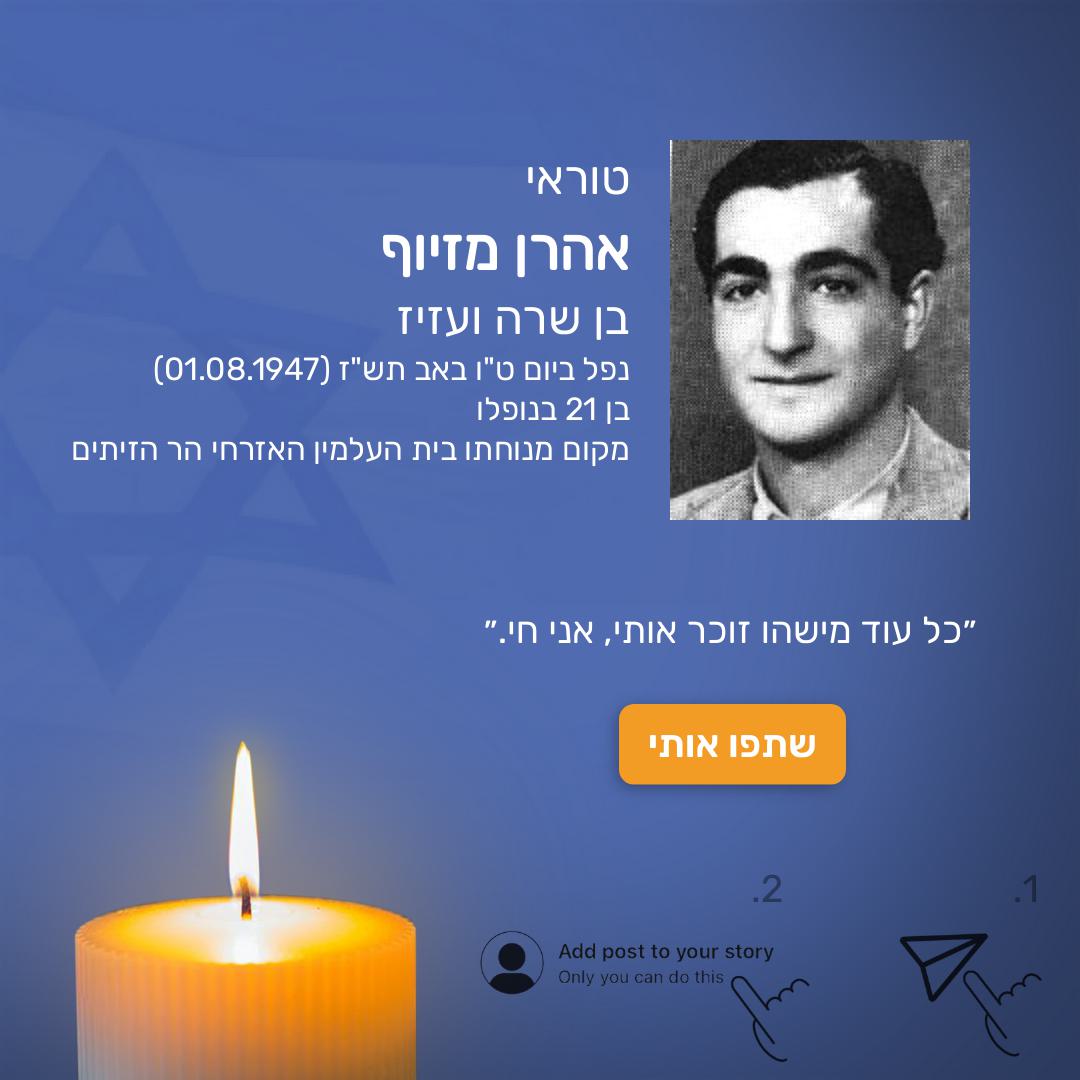 טוראי
אהרן מזיוף
בן שרה ועזיז
נפל ביום ט"ו באב תש"ז (01.08.1947)
בן 21 בנופלו
מקום מנוחתו בית העלמין האזרחי הר הזיתים
״כל עוד מישהו זוכר אותי, אני חי.״
שתפו אותי
.1
.2
Add post to your story
Only you can do this